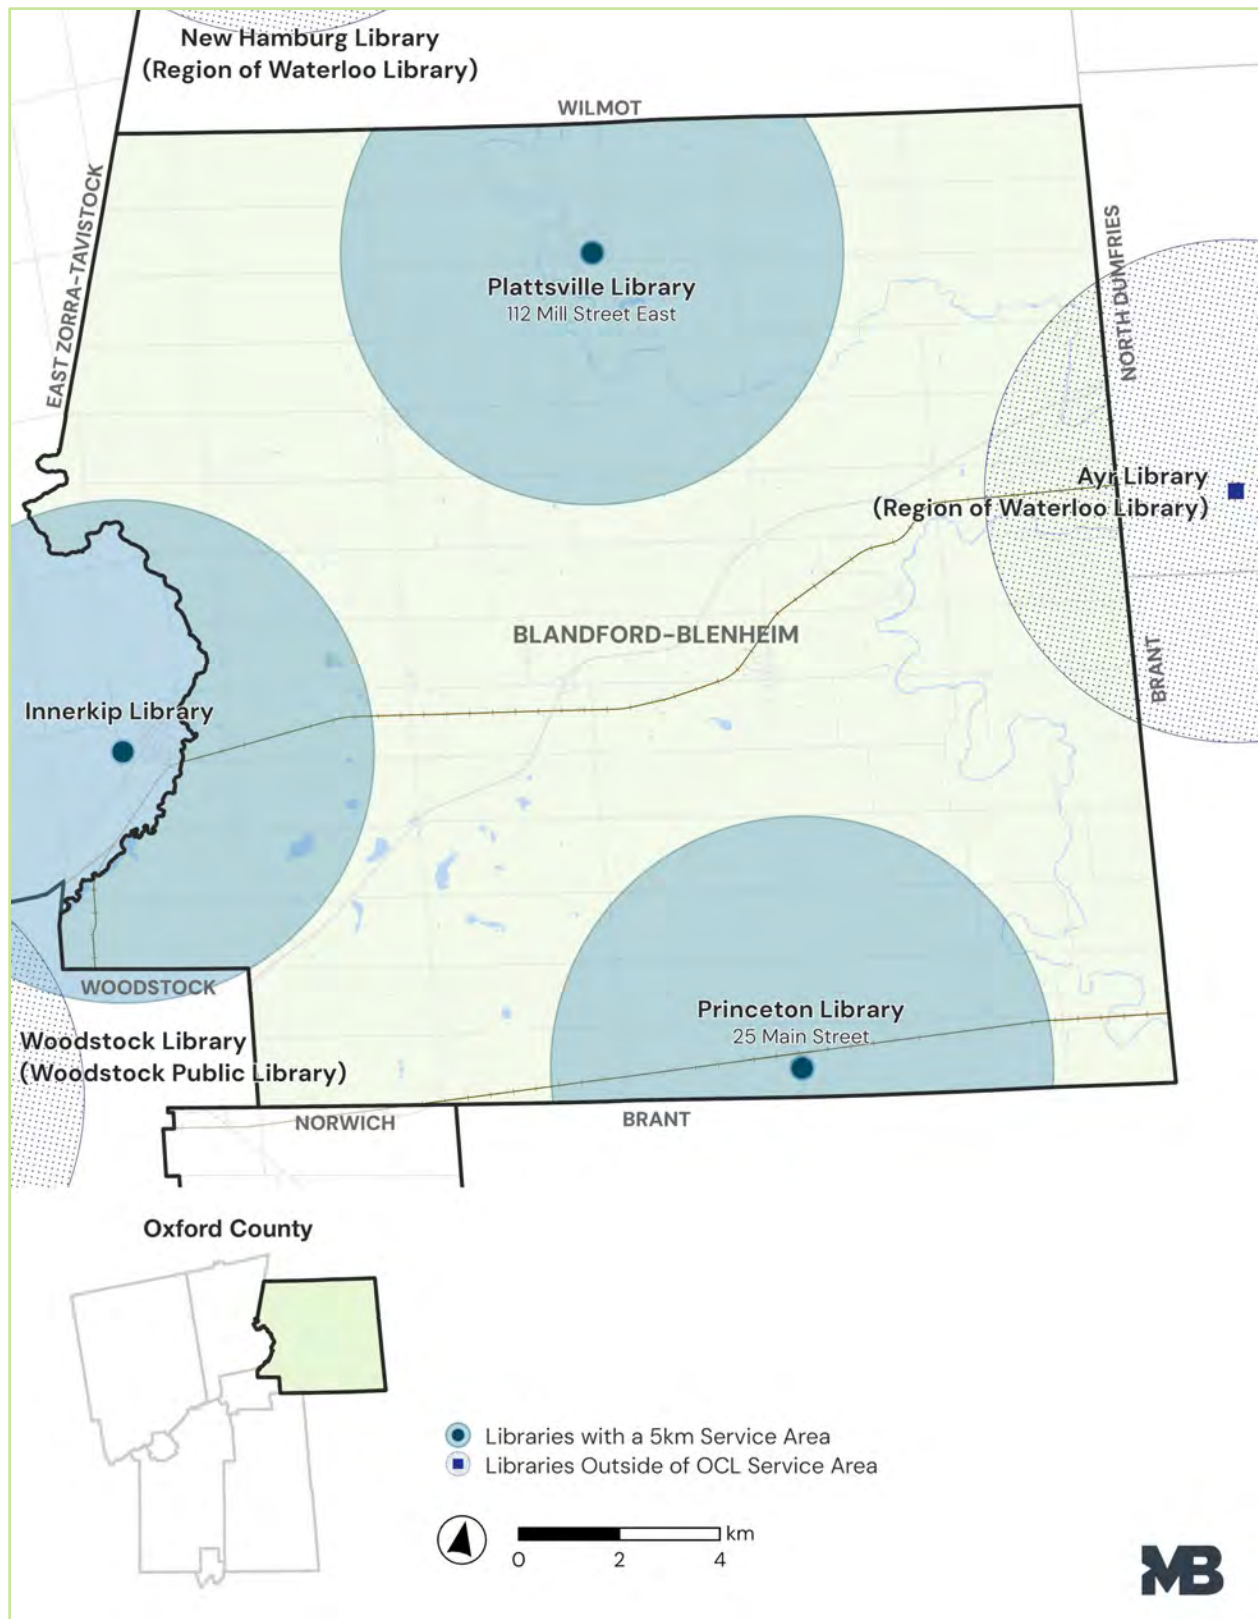 New Hamburg Library
(Region of Waterloo Library)
WILMOT
EAST ZORRA-TAVISTOCK
NORTH DUMFRIES
Plattsville Library
112 Mill Street East
Ayr Library
(Region of Waterloo Library)
BLANDFORD-BLENHEIM
BRANT
Innerkip Library
WOODSTOCK
Princeton Library
25 Main Street
Woodstock Library
(Woodstock Public Library)
NORWICH
BRANT
Oxford County
Libraries with a 5km Service Area
Libraries Outside of OCL Service Area
km
0 2 4
MB